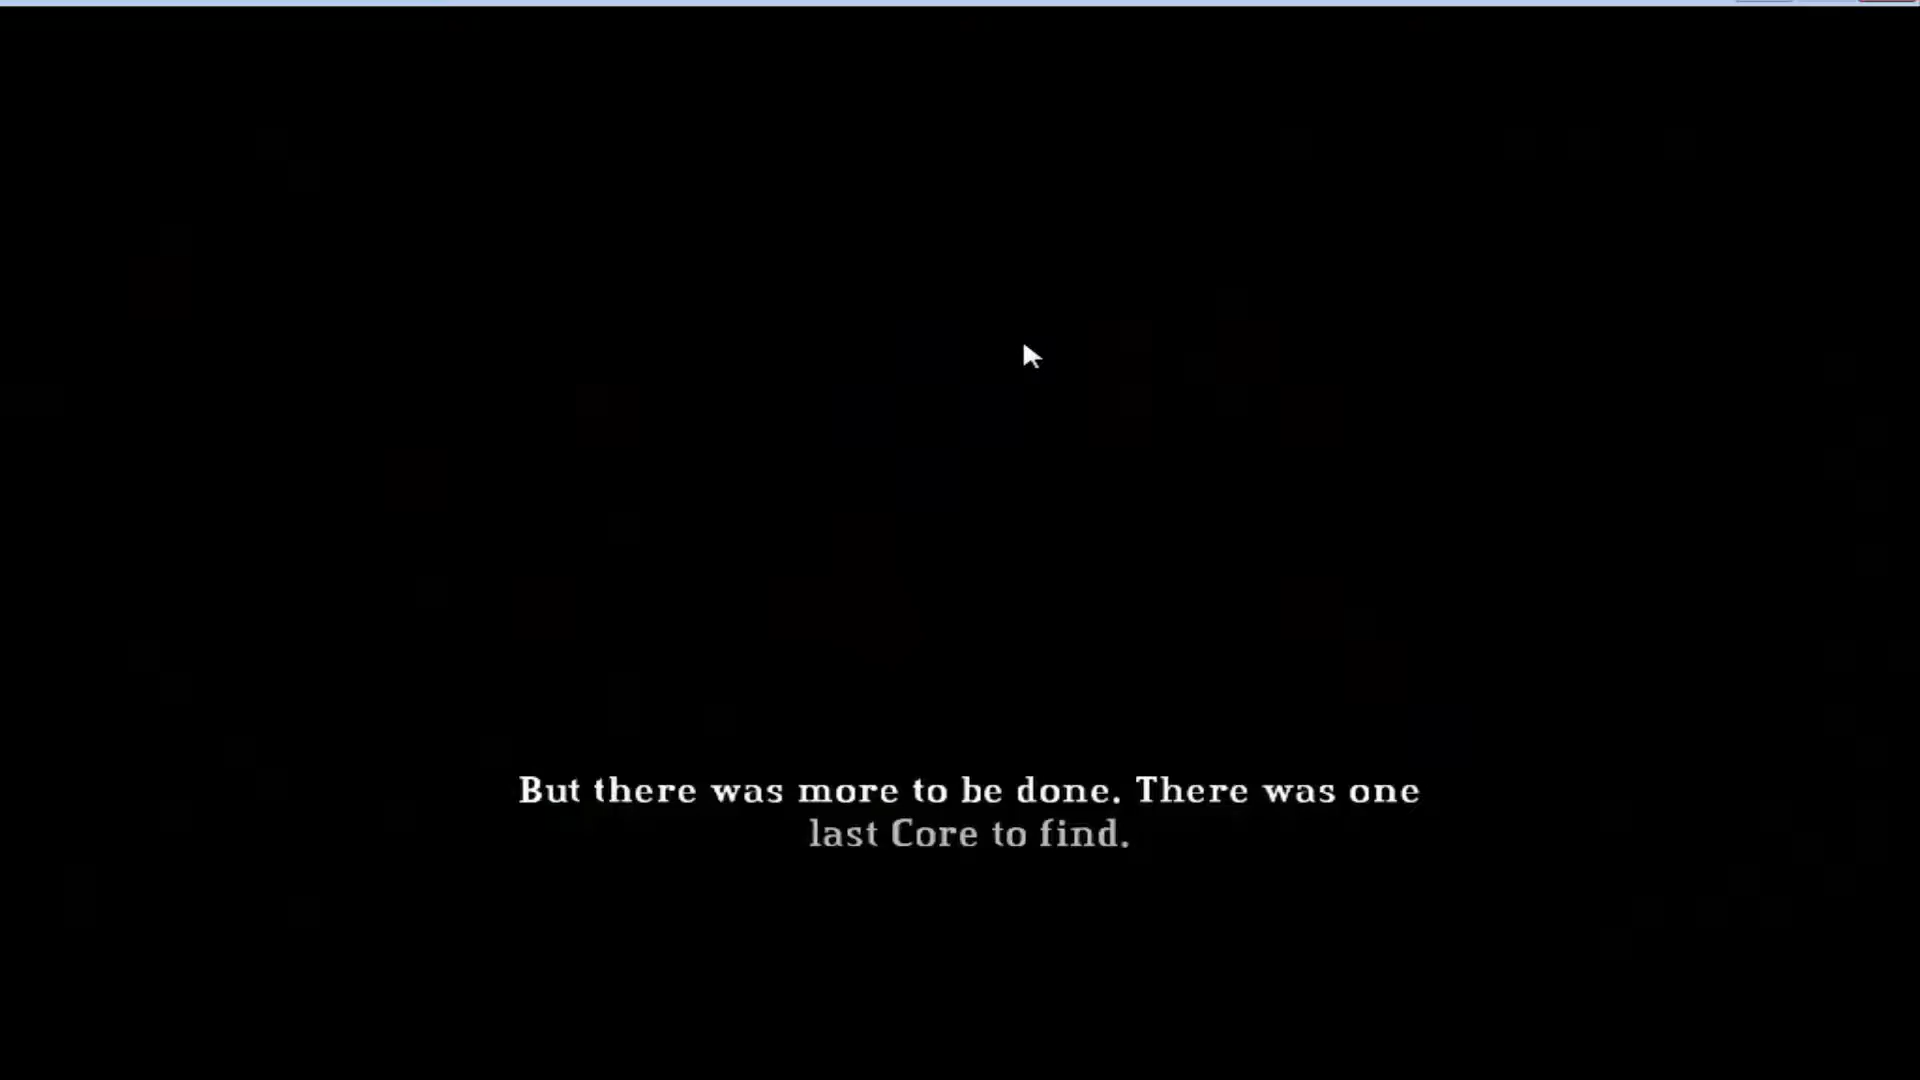 But there was more to be done. There was one
last Core to find.